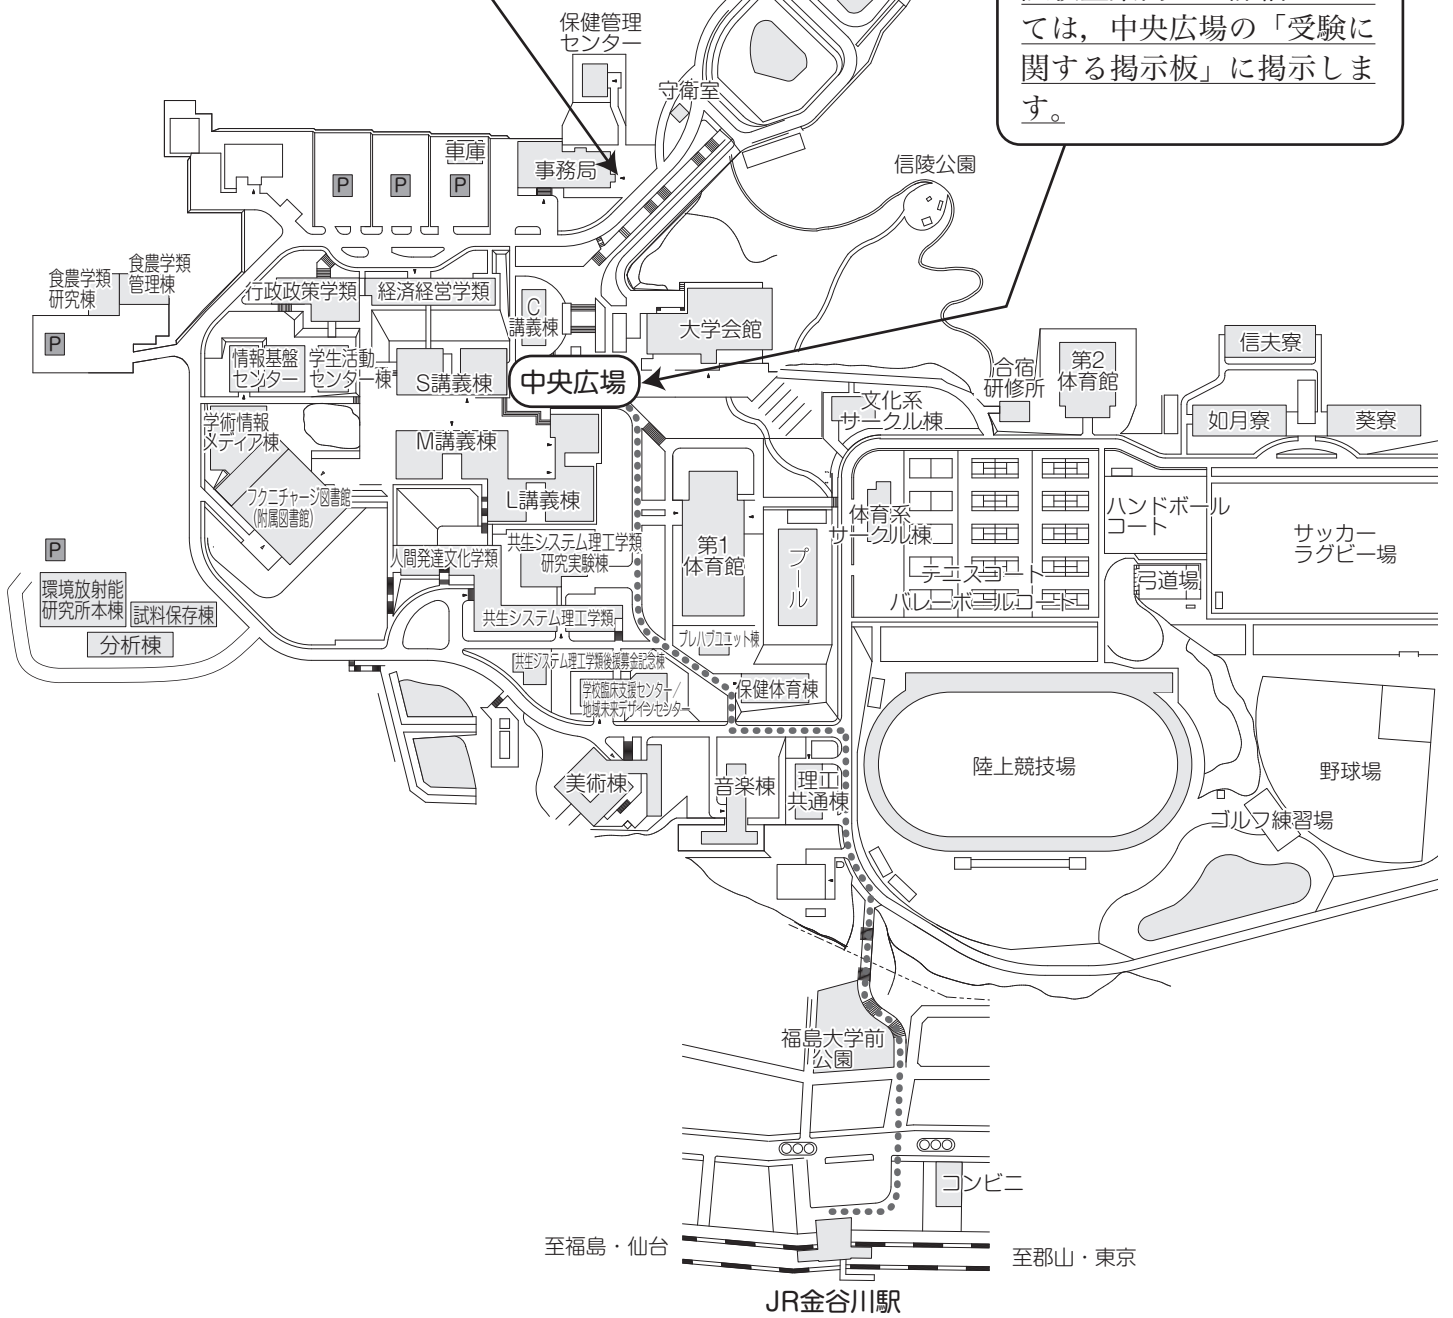 ては，中央広場の「受験に
関する掲示板」に掲示しま
す。
保健管理
センター
守衛室
車庫
事務局
信陵公園
P
P
P
食農学類
研究棟
食農学類
管理棟
P
行政政策学類
経済経営学類
C
講義棟
大学会館
情報基盤
センター
学生活動
センター棟
S講義棟
中央広場
合宿
研修所
第2
体育館
信夫寮
文化系
サークル棟
如月寮
葵寮
学術情報
メディア棟
M講義棟
フクニチャージ図書館
(附属図書館)
L講義棟
体育系
サークル棟
ハンドボール
コート
サッカー
ラグビー場
P
人間発達文化学類
共生システム理工学類
研究実験棟
第1
体育館
プール
テニスコート
バレーボールコート
弓道場
環境放射能
研究所本棟
試料保存棟
分析棟
共生システム理工学類
プレハブユニット棟
共生システム理工学類後援募金記念棟
学校臨床支援センター/
地域未来デザインセンター
保健体育棟
美術棟
音楽棟
理工
共通棟
陸上競技場
野球場
ゴルフ練習場
福島大学前
公園
コンビニ
至福島・仙台
至郡山・東京
JR金谷川駅